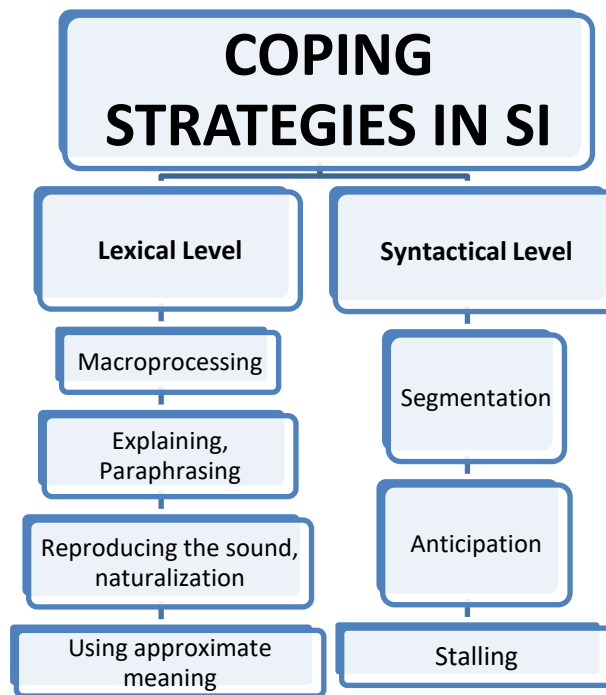 COPING
STRATEGIES IN SI
Lexical Level
Macroprocessing
Explaining,
Paraphrasing
Reproducing the sound,
naturalization
Using approximate
meaning
Syntactical Level
Segmentation
Anticipation
Stalling